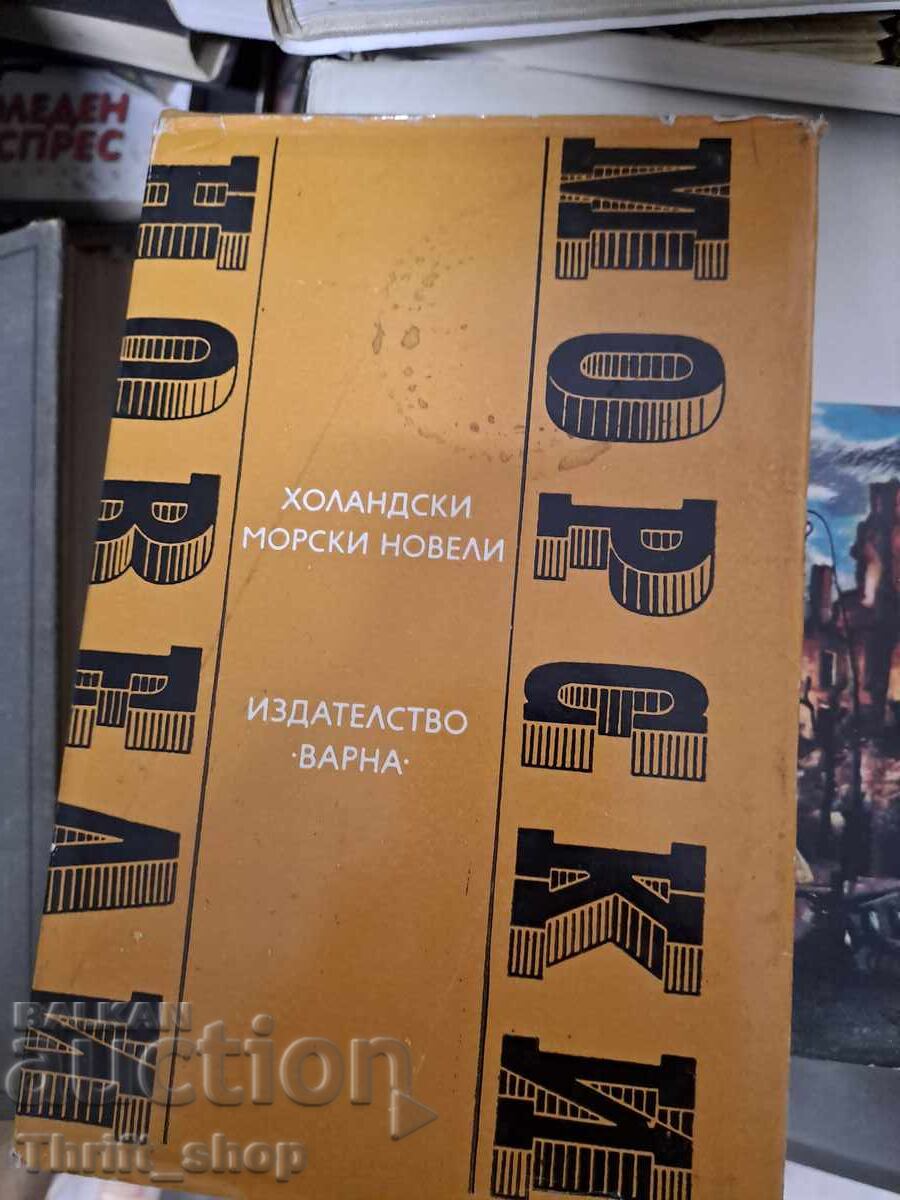 ЛЕДЕН
СПРЕС
МОРСКИ
НОВЕЛИ
ХОЛАНДСКИ
МОРСКИ НОВЕЛИ
ИЗДАТЕЛСТВО
·ВАРНА·
BALKAN
auction
Thrift_shop